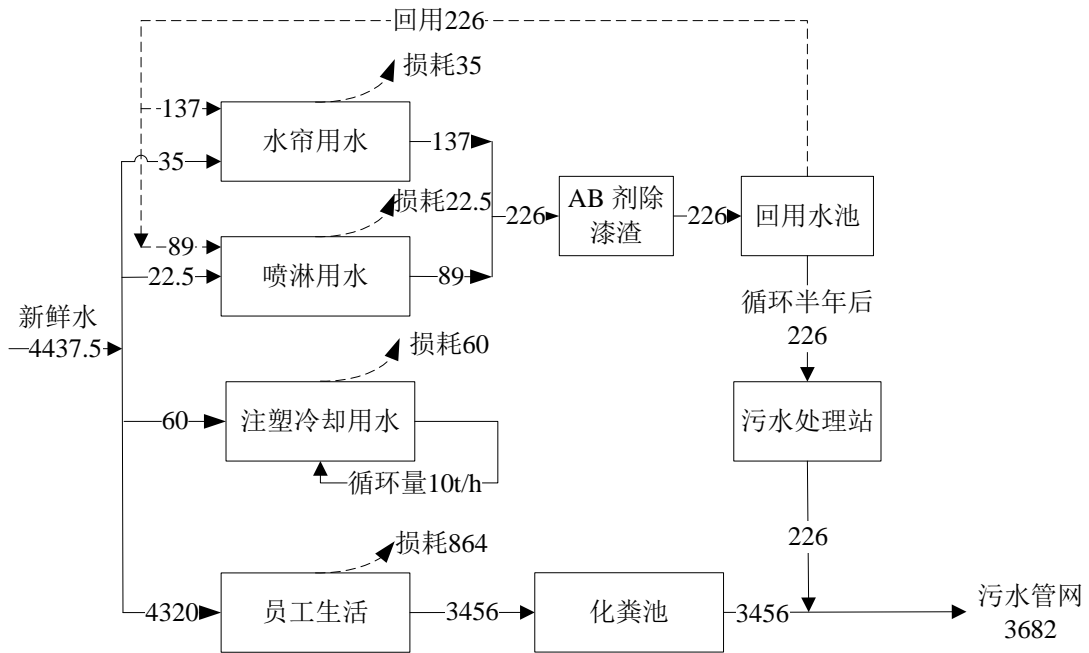 回用226
损耗35
137
水帘用水
137
35
损耗22.5
226
AB 剂除
漆渣
226
回用水池
89
喷淋用水
89
22.5
新鲜水
4437.5
循环半年后
226
损耗60
60
注塑冷却用水
污水处理站
循环量10t/h
226
损耗864
4320
员工生活
3456
化粪池
3456
污水管网
3682